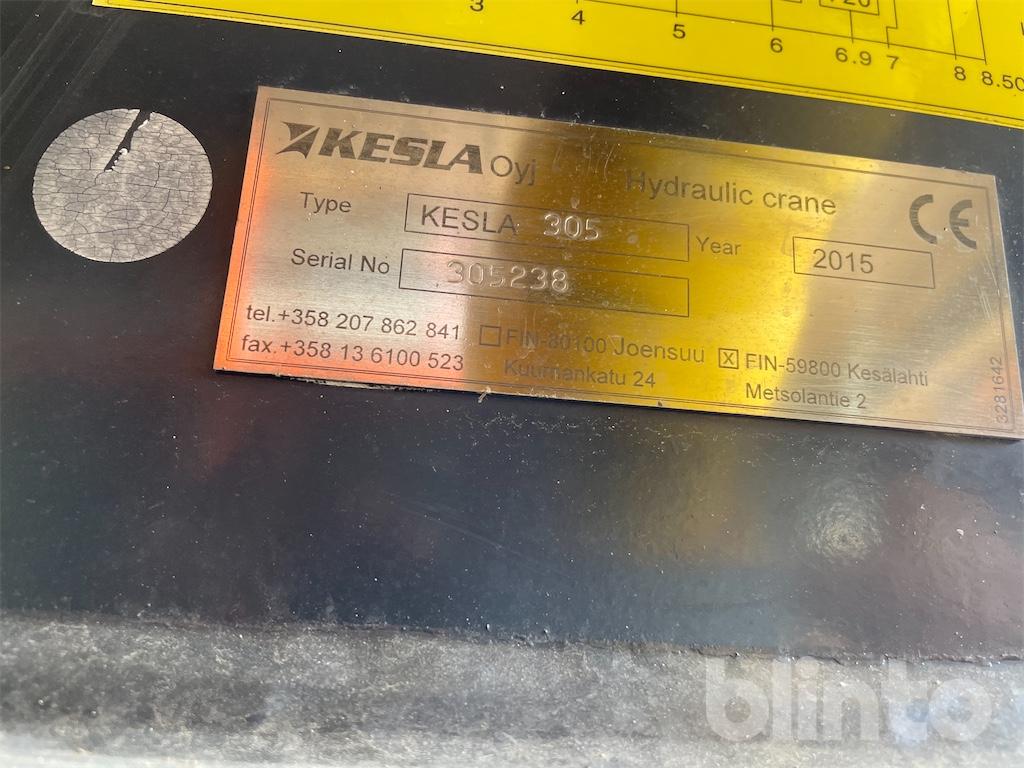 3 4 5 6 6.9 7 8 8.50
720
KESLA Oyj Hydraulic crane CE
Type KESLA 305 Year 2015
Serial No 305238
tel.+358 207 862 841 FIN-80100 Joensuu X FIN-59800 Kesälahti
fax.+358 13 6100 523 Kuurnankatu 24 Metsolantie 2
3281642
blinto